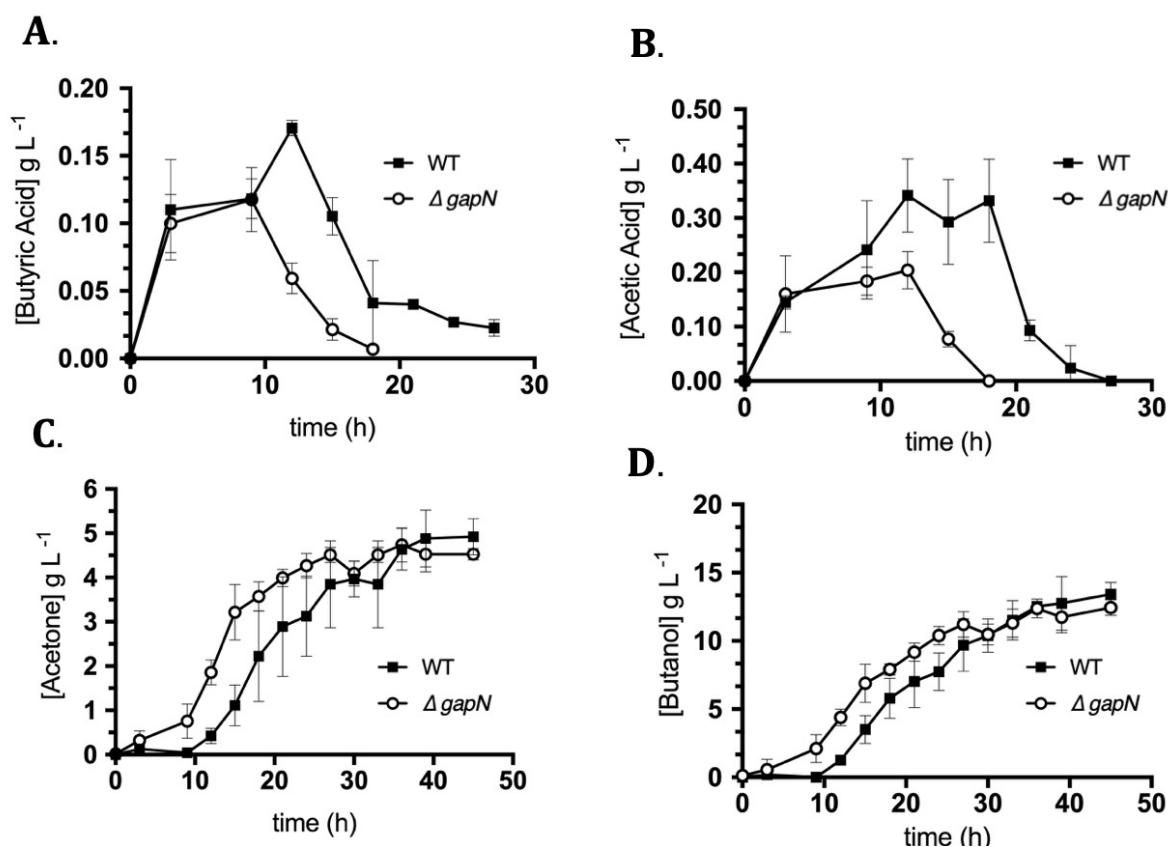 A.
[Butyric Acid] g L⁻¹
0.20
0.15
0.10
0.05
0.00
0 10 20 30
time (h)
WT
Δ gapN
B.
[Acetic Acid] g L⁻¹
0.50
0.40
0.30
0.20
0.10
0.00
0 10 20 30
time (h)
WT
Δ gapN
C.
[Acetone] g L⁻¹
6
5
4
3
2
1
0
0 10 20 30 40 50
time (h)
WT
Δ gapN
D.
[Butanol] g L⁻¹
20
15
10
5
0
0 10 20 30 40 50
time (h)
WT
Δ gapN